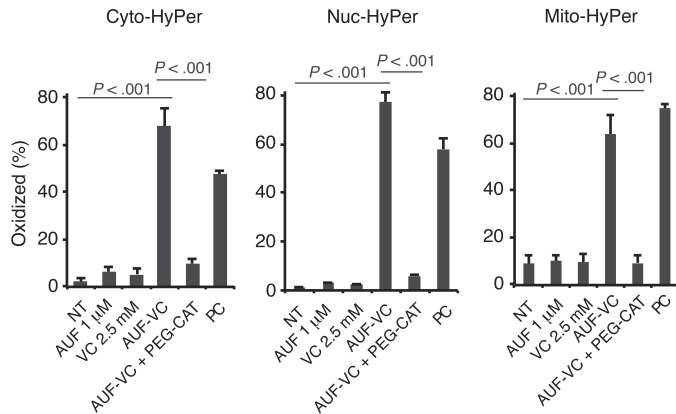 Cyto-HyPer
P < .001
P < .001
Oxidized (%)
80
60
40
20
0
NT
AUF 1 μM
VC 2.5 mM
AUF-VC
AUF-VC + PEG-CAT
PC
Nuc-HyPer
P < .001
P < .001
80
60
40
20
0
NT
AUF 1 μM
VC 2.5 mM
AUF-VC
AUF-VC + PEG-CAT
PC
Mito-HyPer
P < .001
P < .001
80
60
40
20
0
NT
AUF 1 μM
VC 2.5 mM
AUF-VC
AUF-VC + PEG-CAT
PC